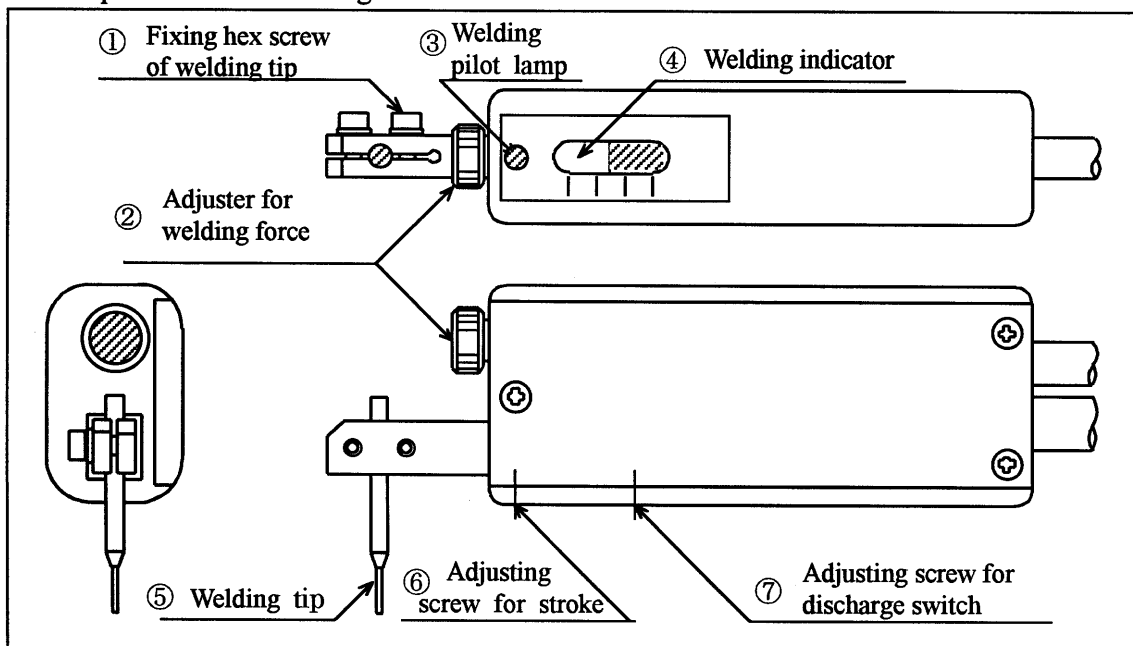 ① Fixing hex screw
of welding tip
③ Welding
pilot lamp
④ Welding indicator
② Adjuster for
welding force
⑤ Welding tip
⑥ Adjusting
screw for stroke
⑦ Adjusting screw for
discharge switch